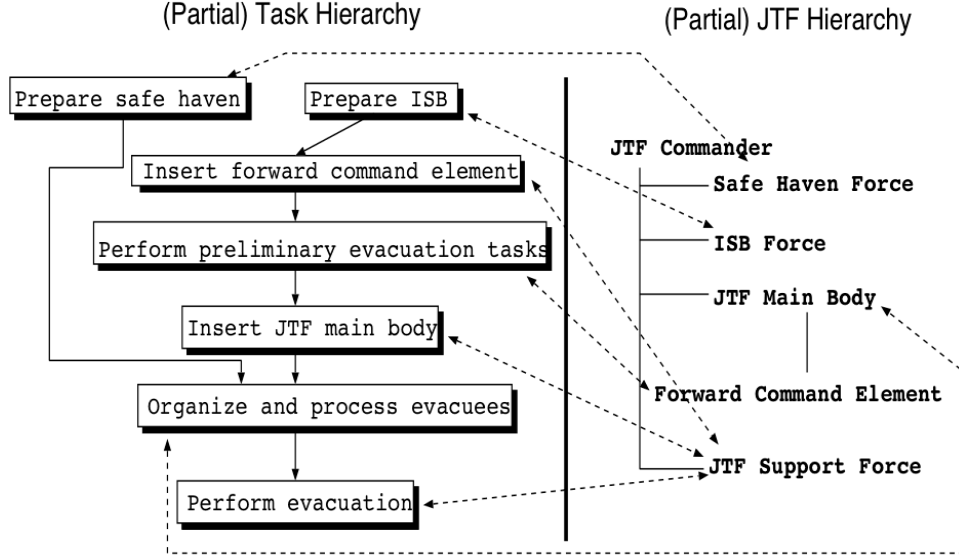 (Partial) Task Hierarchy
(Partial) JTF Hierarchy
Prepare safe haven
Prepare ISB
Insert forward command element
Perform preliminary evacuation tasks
Insert JTF main body
Organize and process evacuees
Perform evacuation
JTF Commander
Safe Haven Force
ISB Force
JTF Main Body
Forward Command Element
JTF Support Force